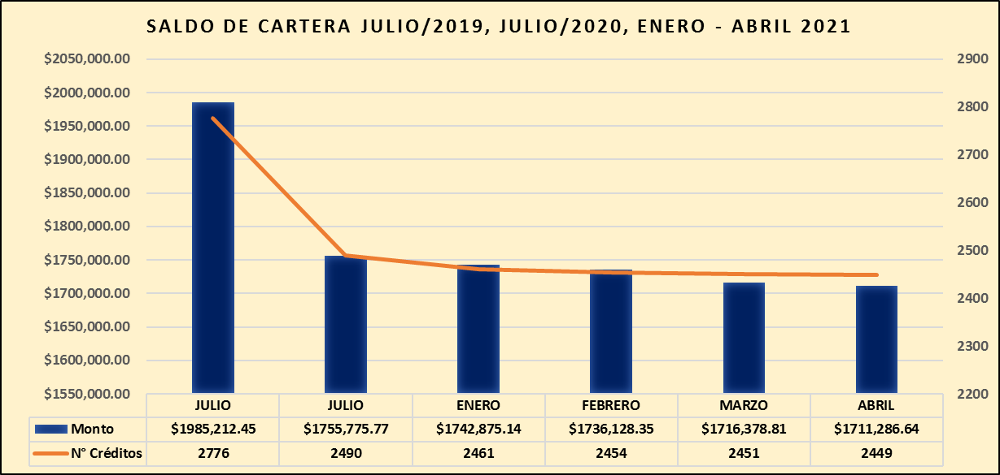 SALDO DE CARTERA JULIO/2019, JULIO/2020, ENERO - ABRIL 2021
$2050,000.00 2900
$2000,000.00 2800
$1950,000.00
$1900,000.00 2700
$1850,000.00 2600
$1800,000.00
$1750,000.00 2500
$1700,000.00 2400
$1650,000.00
$1600,000.00 2300
$1550,000.00 2200
JULIO JULIO ENERO FEBRERO MARZO ABRIL
Monto $1985,212.45 $1755,775.77 $1742,875.14 $1736,128.35 $1716,378.81 $1711,286.64
N° Créditos 2776 2490 2461 2454 2451 2449